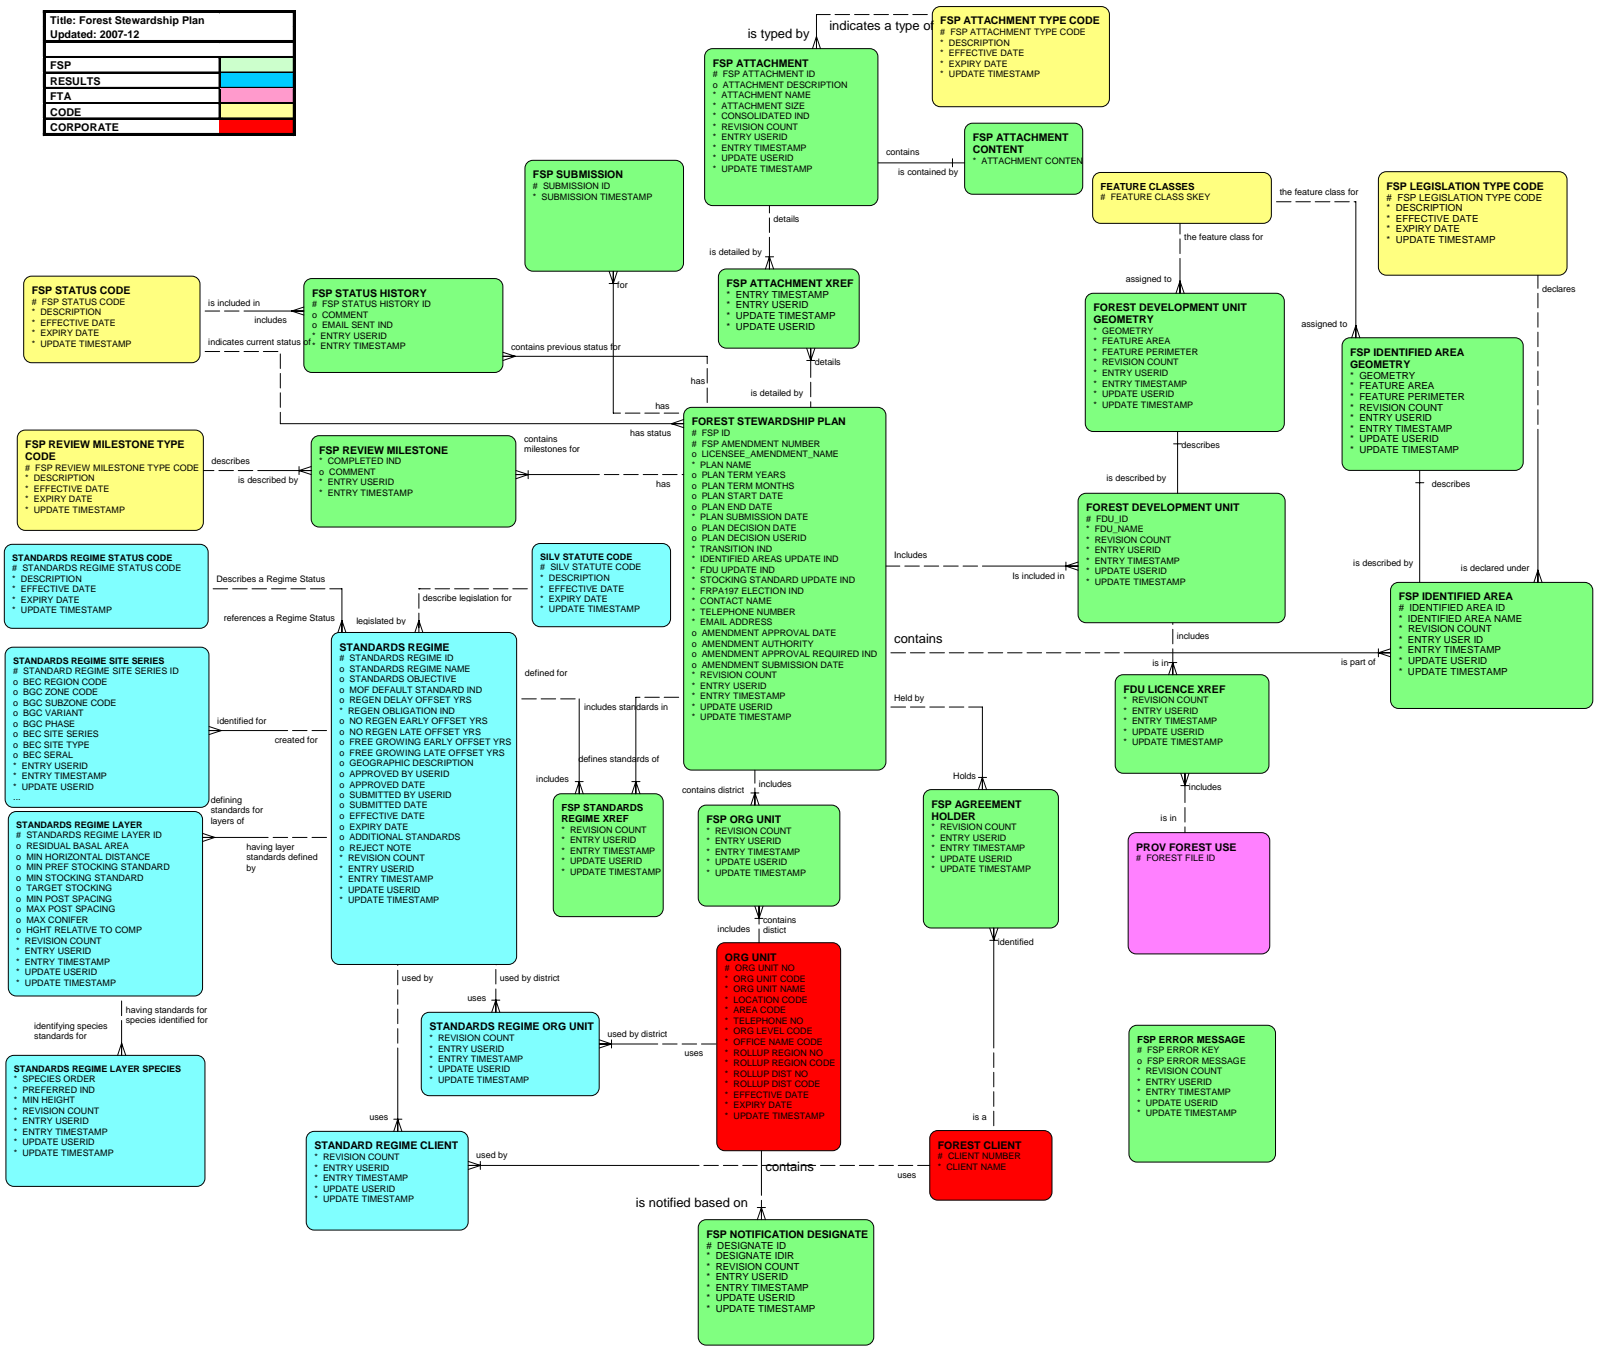 Title: Forest Stewardship Plan
Updated: 2007-12
FSP
RESULTS
FTA
CODE
CORPORATE
is typed by
indicates a type of
FSP ATTACHMENT TYPE CODE
# FSP ATTACHMENT TYPE CODE
* DESCRIPTION
* EFFECTIVE DATE
* EXPIRY DATE
* UPDATE TIMESTAMP
FSP ATTACHMENT
# FSP ATTACHMENT ID
o ATTACHMENT DESCRIPTION
* ATTACHMENT NAME
* ATTACHMENT SIZE
* CONSOLIDATED IND
* REVISION COUNT
* ENTRY USERID
* ENTRY TIMESTAMP
* UPDATE USERID
* UPDATE TIMESTAMP
contains
is contained by
FSP ATTACHMENT
CONTENT
* ATTACHMENT CONTEN
FSP SUBMISSION
# SUBMISSION ID
* SUBMISSION TIMESTAMP
for
has
details
is detailed by
FSP ATTACHMENT XREF
* ENTRY TIMESTAMP
* ENTRY USERID
* UPDATE TIMESTAMP
* UPDATE USERID
details
is detailed by
FEATURE CLASSES
# FEATURE CLASS SKEY
the feature class for
the feature class for
assigned to
assigned to
FSP LEGISLATION TYPE CODE
# FSP LEGISLATION TYPE CODE
* DESCRIPTION
* EFFECTIVE DATE
* EXPIRY DATE
* UPDATE TIMESTAMP
declares
is declared under
FSP STATUS CODE
# FSP STATUS CODE
* DESCRIPTION
* EFFECTIVE DATE
* EXPIRY DATE
* UPDATE TIMESTAMP
is included in
includes
indicates current status of
has status
FSP STATUS HISTORY
# FSP STATUS HISTORY ID
o COMMENT
o EMAIL SENT IND
* ENTRY USERID
* ENTRY TIMESTAMP
contains previous status for
has
FOREST DEVELOPMENT UNIT
GEOMETRY
* GEOMETRY
* FEATURE AREA
* FEATURE PERIMETER
* REVISION COUNT
* ENTRY USERID
* ENTRY TIMESTAMP
* UPDATE USERID
* UPDATE TIMESTAMP
describes
is described by
FSP IDENTIFIED AREA
GEOMETRY
* GEOMETRY
* FEATURE AREA
* FEATURE PERIMETER
* REVISION COUNT
* ENTRY USERID
* ENTRY TIMESTAMP
* UPDATE USERID
* UPDATE TIMESTAMP
describes
is described by
FSP REVIEW MILESTONE TYPE
CODE
# FSP REVIEW MILESTONE TYPE CODE
* DESCRIPTION
* EFFECTIVE DATE
* EXPIRY DATE
* UPDATE TIMESTAMP
describes
is described by
FSP REVIEW MILESTONE
* COMPLETED IND
o COMMENT
* ENTRY USERID
* ENTRY TIMESTAMP
contains
milestones for
has
FOREST STEWARDSHIP PLAN
# FSP ID
# FSP AMENDMENT NUMBER
o LICENSEE_AMENDMENT_NAME
* PLAN NAME
o PLAN TERM YEARS
o PLAN TERM MONTHS
o PLAN START DATE
o PLAN END DATE
* PLAN SUBMISSION DATE
o PLAN DECISION DATE
o PLAN DECISION USERID
* TRANSITION IND
* IDENTIFIED AREAS UPDATE IND
* FDU UPDATE IND
* STOCKING STANDARD UPDATE IND
* FRPA197 ELECTION IND
* CONTACT NAME
* TELEPHONE NUMBER
* EMAIL ADDRESS
o AMENDMENT APPROVAL DATE
o AMENDMENT AUTHORITY
o AMENDMENT APPROVAL REQUIRED IND
o AMENDMENT SUBMISSION DATE
* REVISION COUNT
* ENTRY USERID
* ENTRY TIMESTAMP
* UPDATE USERID
* UPDATE TIMESTAMP
Includes
Is included in
contains
is part of
Held by
Holds
FOREST DEVELOPMENT UNIT
# FDU_ID
* FDU_NAME
* REVISION COUNT
* ENTRY USERID
* ENTRY TIMESTAMP
* UPDATE USERID
* UPDATE TIMESTAMP
includes
is in
FSP IDENTIFIED AREA
# IDENTIFIED AREA ID
* IDENTIFIED AREA NAME
* REVISION COUNT
* ENTRY USER ID
* ENTRY TIMESTAMP
* UPDATE USERID
* UPDATE TIMESTAMP
STANDARDS REGIME STATUS CODE
# STANDARDS REGIME STATUS CODE
* DESCRIPTION
* EFFECTIVE DATE
* EXPIRY DATE
* UPDATE TIMESTAMP
Describes a Regime Status
references a Regime Status
SILV STATUTE CODE
# SILV STATUTE CODE
* DESCRIPTION
* EFFECTIVE DATE
* EXPIRY DATE
* UPDATE TIMESTAMP
describe legislation for
legislated by
STANDARDS REGIME SITE SERIES
# STANDARD REGIME SITE SERIES ID
o BEC REGION CODE
o BGC ZONE CODE
o BGC SUBZONE CODE
o BGC VARIANT
o BGC PHASE
o BEC SITE SERIES
o BEC SITE TYPE
o BEC SERAL
* ENTRY USERID
* ENTRY TIMESTAMP
* UPDATE USERID
...
identified for
created for
STANDARDS REGIME
# STANDARDS REGIME ID
o STANDARDS REGIME NAME
o STANDARDS OBJECTIVE
o MOF DEFAULT STANDARD IND
o REGEN DELAY OFFSET YRS
* REGEN OBLIGATION IND
o NO REGEN EARLY OFFSET YRS
o NO REGEN LATE OFFSET YRS
o FREE GROWING EARLY OFFSET YRS
o FREE GROWING LATE OFFSET YRS
o GEOGRAPHIC DESCRIPTION
o APPROVED BY USERID
o APPROVED DATE
o SUBMITTED BY USERID
o SUBMITTED DATE
o EFFECTIVE DATE
o EXPIRY DATE
o ADDITIONAL STANDARDS
o REJECT NOTE
* REVISION COUNT
* ENTRY USERID
* ENTRY TIMESTAMP
* UPDATE USERID
* UPDATE TIMESTAMP
defined for
includes
includes standards in
defines standards of
FSP STANDARDS
REGIME XREF
* REVISION COUNT
* ENTRY USERID
* ENTRY TIMESTAMP
* UPDATE USERID
* UPDATE TIMESTAMP
includes
contains district
FSP ORG UNIT
* REVISION COUNT
* ENTRY USERID
* ENTRY TIMESTAMP
* UPDATE USERID
* UPDATE TIMESTAMP
contains
distict
includes
FSP AGREEMENT
HOLDER
* REVISION COUNT
* ENTRY USERID
* ENTRY TIMESTAMP
* UPDATE USERID
* UPDATE TIMESTAMP
identified
is a
FDU LICENCE XREF
* REVISION COUNT
* ENTRY USERID
* ENTRY TIMESTAMP
* UPDATE USERID
* UPDATE TIMESTAMP
includes
is in
PROV FOREST USE
# FOREST FILE ID
defining
standards for
layers of
having layer
standards defined
by
STANDARDS REGIME LAYER
# STANDARDS REGIME LAYER ID
o RESIDUAL BASAL AREA
o MIN HORIZONTAL DISTANCE
o MIN PREF STOCKING STANDARD
o MIN STOCKING STANDARD
o TARGET STOCKING
o MIN POST SPACING
o MAX POST SPACING
o MAX CONIFER
o HGHT RELATIVE TO COMP
* REVISION COUNT
* ENTRY USERID
* ENTRY TIMESTAMP
* UPDATE USERID
* UPDATE TIMESTAMP
having standards for
species identified for
identifying species
standards for
STANDARDS REGIME LAYER SPECIES
* SPECIES ORDER
* PREFERRED IND
* MIN HEIGHT
* REVISION COUNT
* ENTRY USERID
* ENTRY TIMESTAMP
* UPDATE USERID
* UPDATE TIMESTAMP
used by
uses
used by district
uses
STANDARDS REGIME ORG UNIT
* REVISION COUNT
* ENTRY USERID
* ENTRY TIMESTAMP
* UPDATE USERID
* UPDATE TIMESTAMP
used by district
uses
ORG UNIT
# ORG UNIT NO
* ORG UNIT CODE
* ORG UNIT NAME
* LOCATION CODE
* AREA CODE
* TELEPHONE NO
* ORG LEVEL CODE
* OFFICE NAME CODE
* ROLLUP REGION NO
* ROLLUP REGION CODE
* ROLLUP DIST NO
* ROLLUP DIST CODE
* EFFECTIVE DATE
* EXPIRY DATE
* UPDATE TIMESTAMP
FSP ERROR MESSAGE
# FSP ERROR KEY
o FSP ERROR MESSAGE
* REVISION COUNT
* ENTRY USERID
* ENTRY TIMESTAMP
* UPDATE USERID
* UPDATE TIMESTAMP
STANDARD REGIME CLIENT
* REVISION COUNT
* ENTRY USERID
* ENTRY TIMESTAMP
* UPDATE USERID
* UPDATE TIMESTAMP
used by
uses
FOREST CLIENT
# CLIENT NUMBER
* CLIENT NAME
contains
is notified based on
FSP NOTIFICATION DESIGNATE
# DESIGNATE ID
* DESIGNATE IDIR
* REVISION COUNT
* ENTRY USERID
* ENTRY TIMESTAMP
* UPDATE USERID
* UPDATE TIMESTAMP